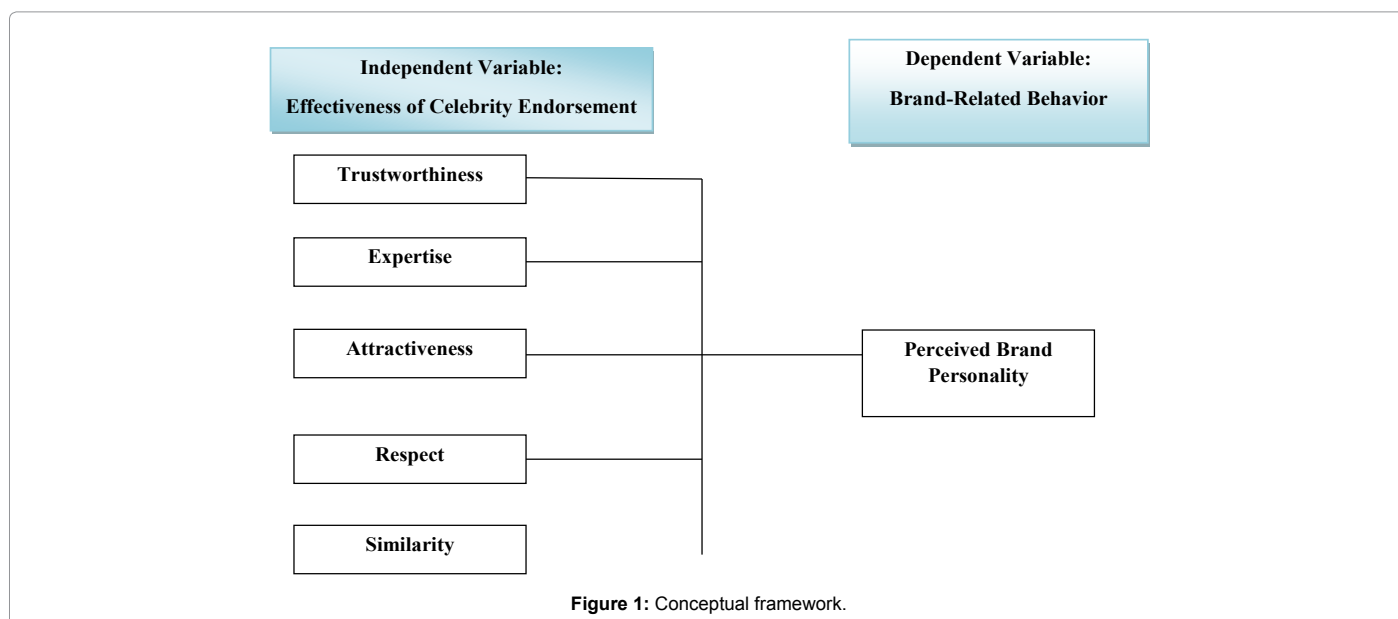 Independent Variable:
Effectiveness of Celebrity Endorsement
Dependent Variable:
Brand-Related Behavior
Trustworthiness
Expertise
Attractiveness
Perceived Brand
Personality
Respect
Similarity
Figure 1: Conceptual framework.